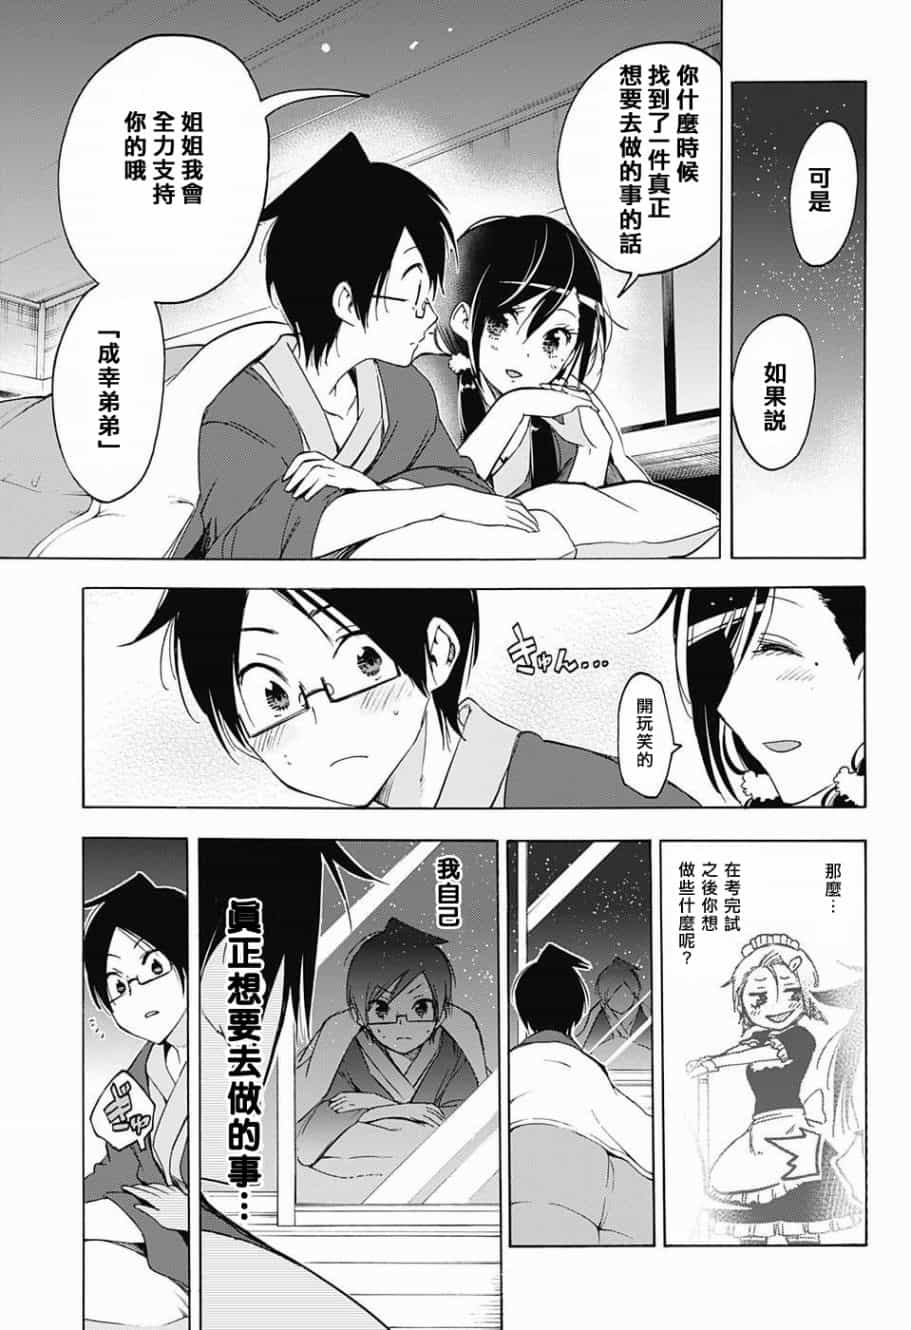 可是
如果説
你什麼時候
找到了一件真正
想要去做的事的話
姐姐我會
全力支持
你的哦
「成幸弟弟」
開玩笑的
きゅん…
那麼…
在考完試
之後你想
做些什麼呢？
我自己
真正想要去做的事…
きゅ